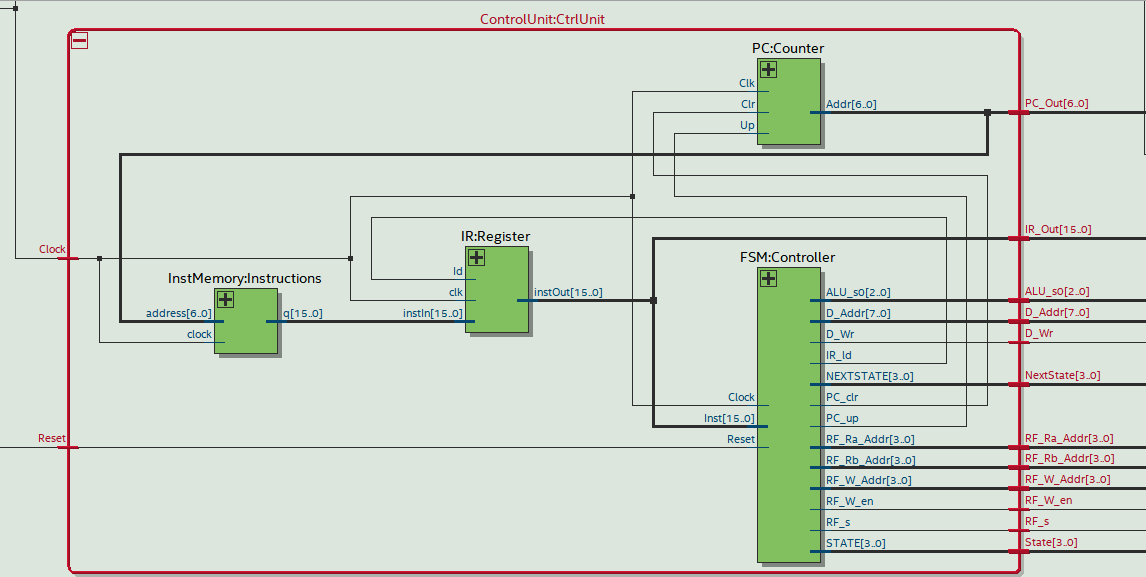 ControlUnit:CtrlUnit
PC:Counter
Clk
Clr
Up
Addr[6..0]
PC_Out[6..0]
Clock
IR:Register
ld
clk
instIn[15..0]
instOut[15..0]
IR_Out[15..0]
InstMemory:Instructions
address[6..0]
clock
q[15..0]
FSM:Controller
Clock
Inst[15..0]
Reset
ALU_s0[2..0]
D_Addr[7..0]
D_Wr
IR_ld
NEXTSTATE[3..0]
PC_clr
PC_up
RF_Ra_Addr[3..0]
RF_Rb_Addr[3..0]
RF_W_Addr[3..0]
RF_W_en
RF_s
STATE[3..0]
Reset
ALU_s0[2..0]
D_Addr[7..0]
D_Wr
NextState[3..0]
RF_Ra_Addr[3..0]
RF_Rb_Addr[3..0]
RF_W_Addr[3..0]
RF_W_en
RF_s
State[3..0]